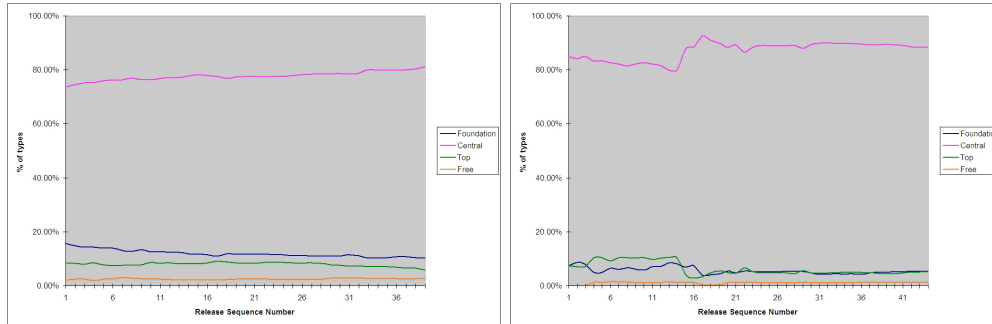 100.00%
80.00%
60.00%
40.00%
20.00%
0.00%
% of types
1 6 11 16 21 26 31 36
Release Sequence Number
Foundation
Central
Top
Free
100.00%
80.00%
60.00%
40.00%
20.00%
0.00%
% of types
1 6 11 16 21 26 31 36 41
Release Sequence Number
Foundation
Central
Top
Free